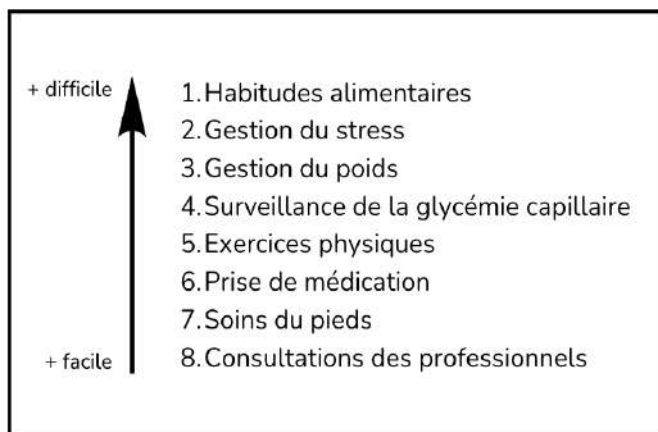 + difficile
1.Habitudes alimentaires
2.Gestion du stress
3.Gestion du poids
4.Surveillance de la glycémie capillaire
5.Exercices physiques
6.Prise de médication
7.Soins du pieds
+ facile
8.Consultations des professionnels